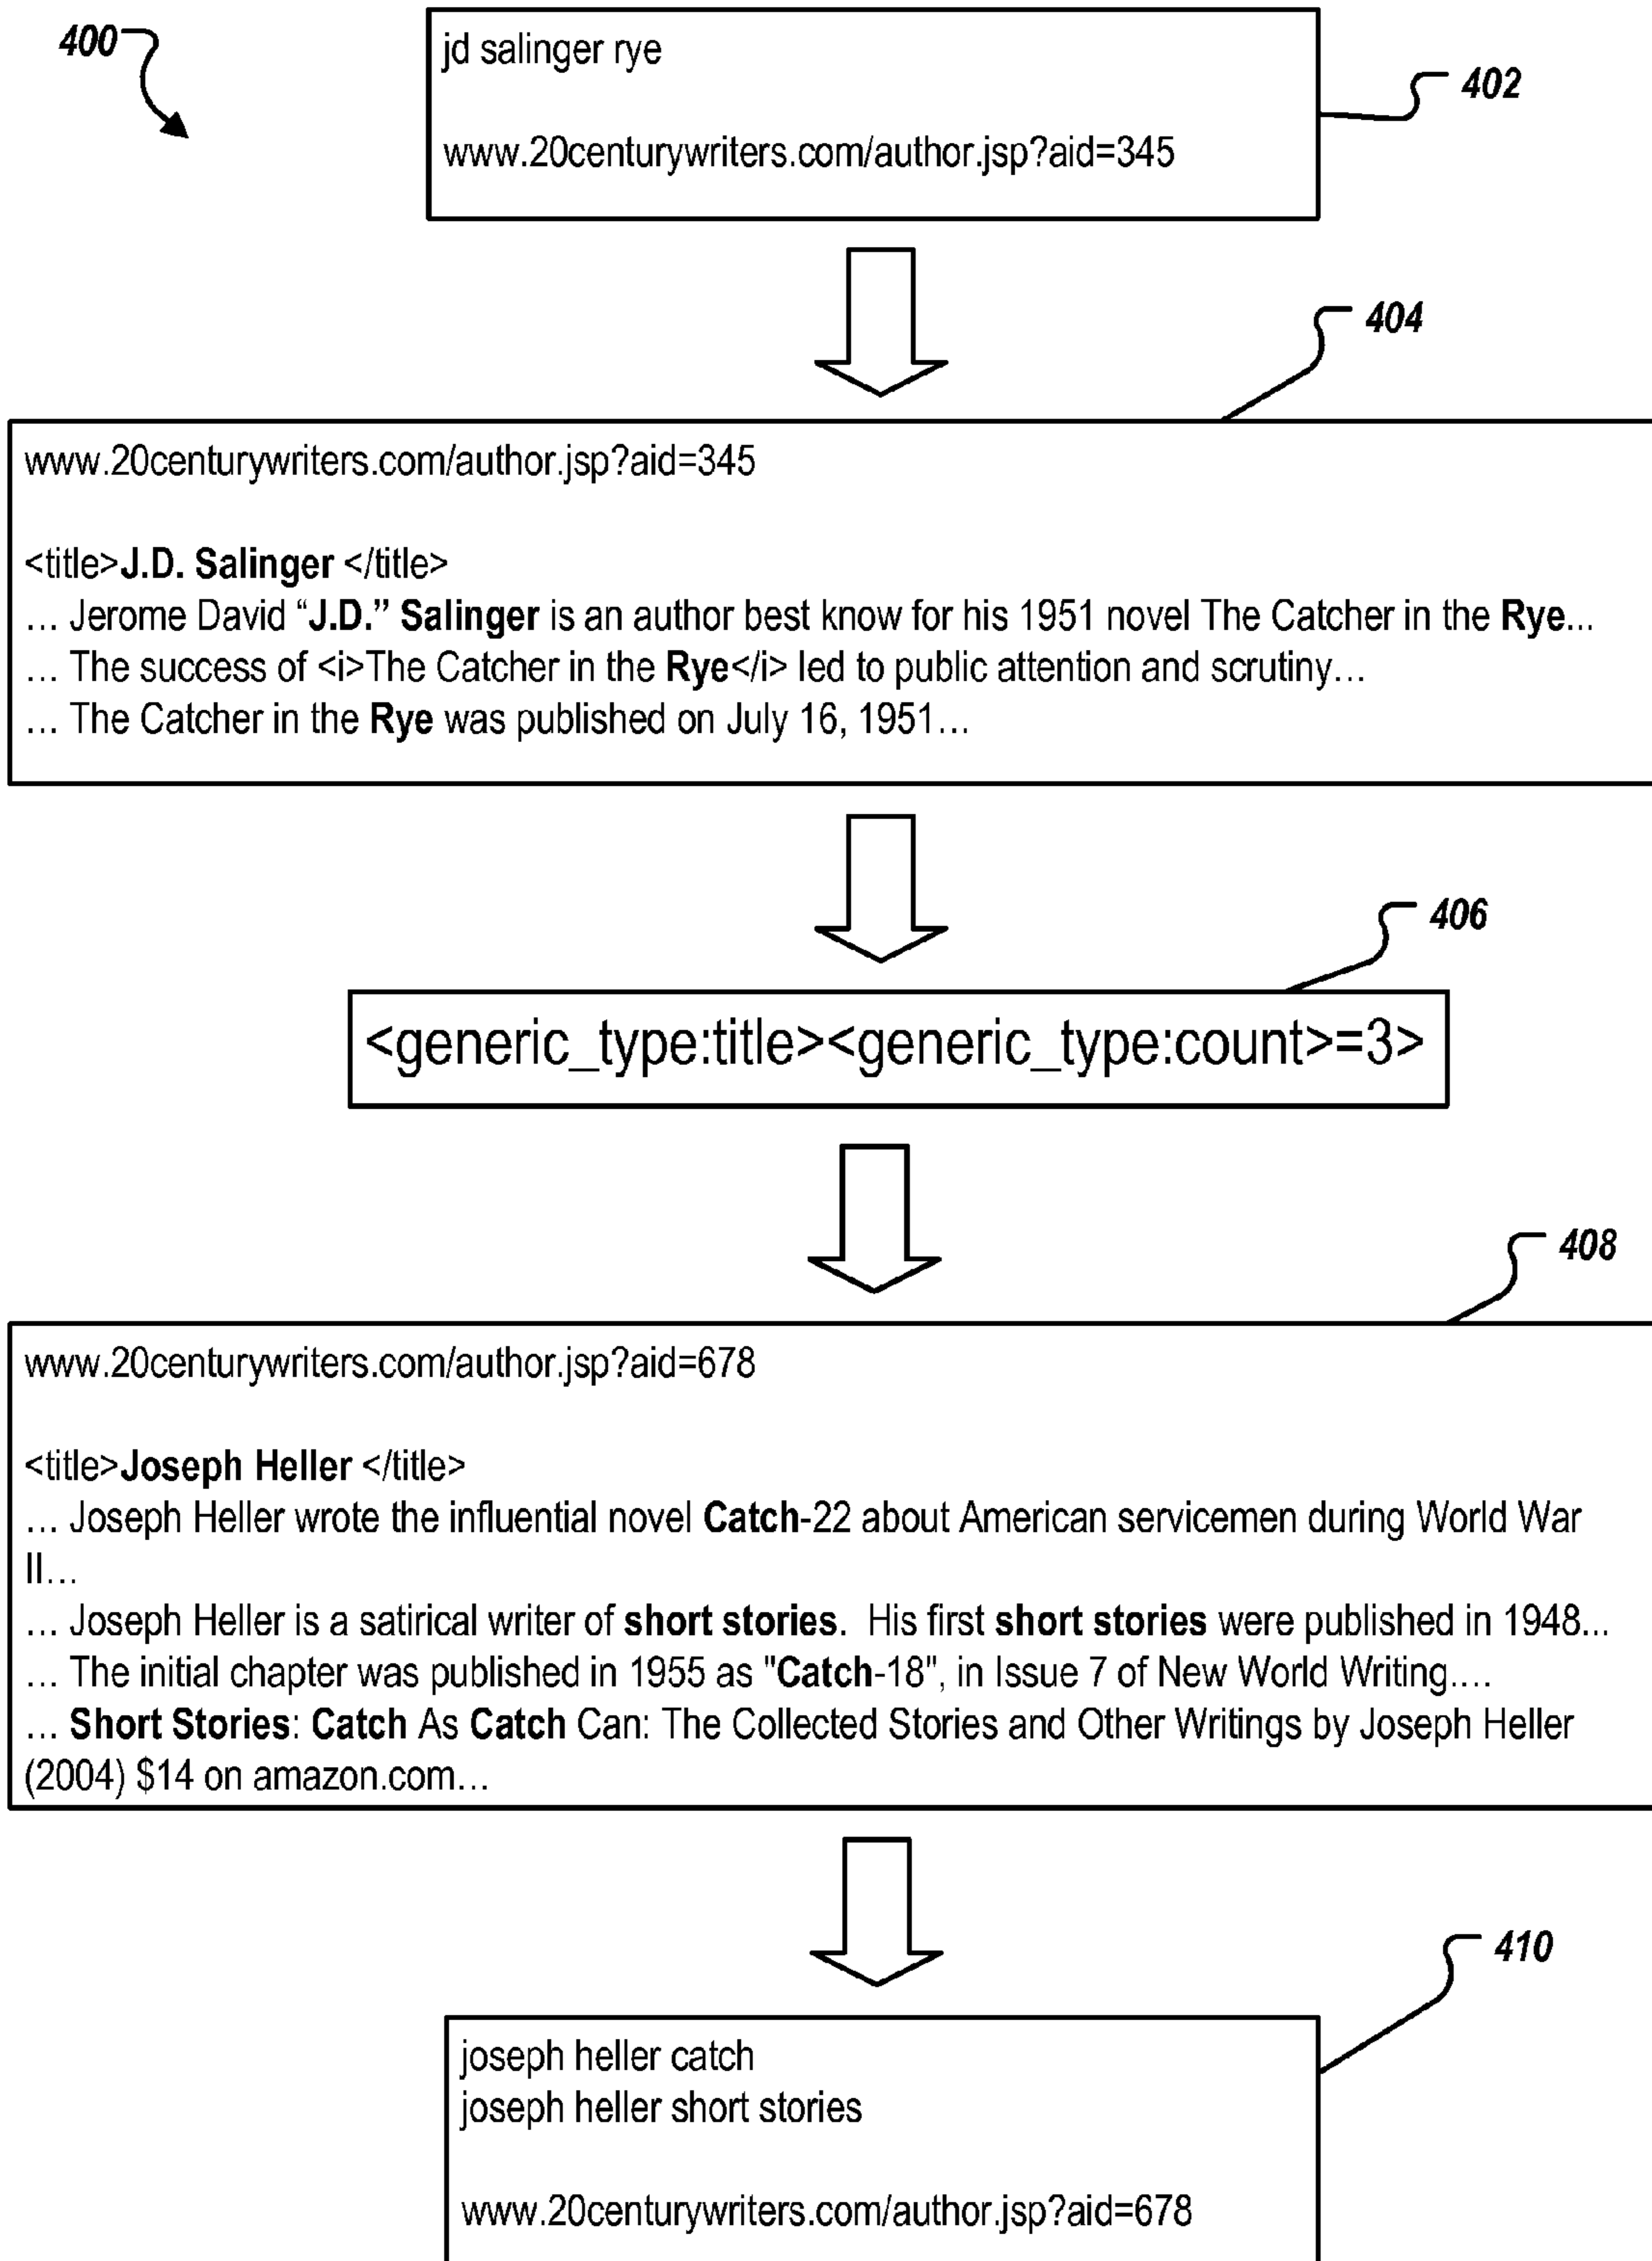 400
jd salinger rye
402
www.20centurywriters.com/author.jsp?aid=345
404
www.20centurywriters.com/author.jsp?aid=345
<title>J.D. Salinger </title>
... Jerome David “J.D.” Salinger is an author best know for his 1951 novel The Catcher in the Rye...
... The success of <i>The Catcher in the Rye</i> led to public attention and scrutiny...
... The Catcher in the Rye was published on July 16, 1951...
406
<generic_type:title><generic_type:count>=3>
408
www.20centurywriters.com/author.jsp?aid=678
<title>Joseph Heller </title>
... Joseph Heller wrote the influential novel Catch-22 about American servicemen during World War
II...
... Joseph Heller is a satirical writer of short stories.  His first short stories were published in 1948...
... The initial chapter was published in 1955 as "Catch-18", in Issue 7 of New World Writing....
... Short Stories: Catch As Catch Can: The Collected Stories and Other Writings by Joseph Heller
(2004) $14 on amazon.com...
410
joseph heller catch
joseph heller short stories
www.20centurywriters.com/author.jsp?aid=678